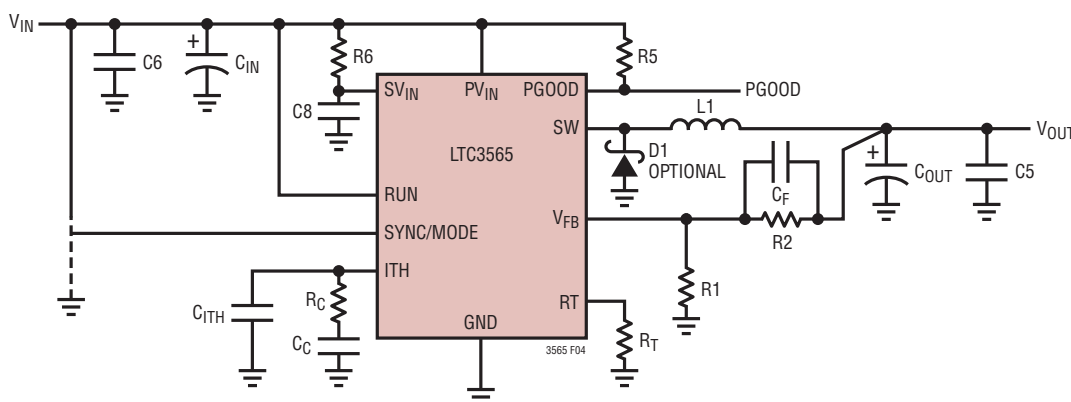 VIN
C6
+
CIN
R6
R5
SVIN
PVIN
PGOOD
PGOOD
C8
L1
SW
VOUT
LTC3565
D1
OPTIONAL
+
COUT
C5
CF
RUN
VFB
R2
SYNC/MODE
ITH
R1
CITH
RC
RT
GND
CC
RT
3565 F04